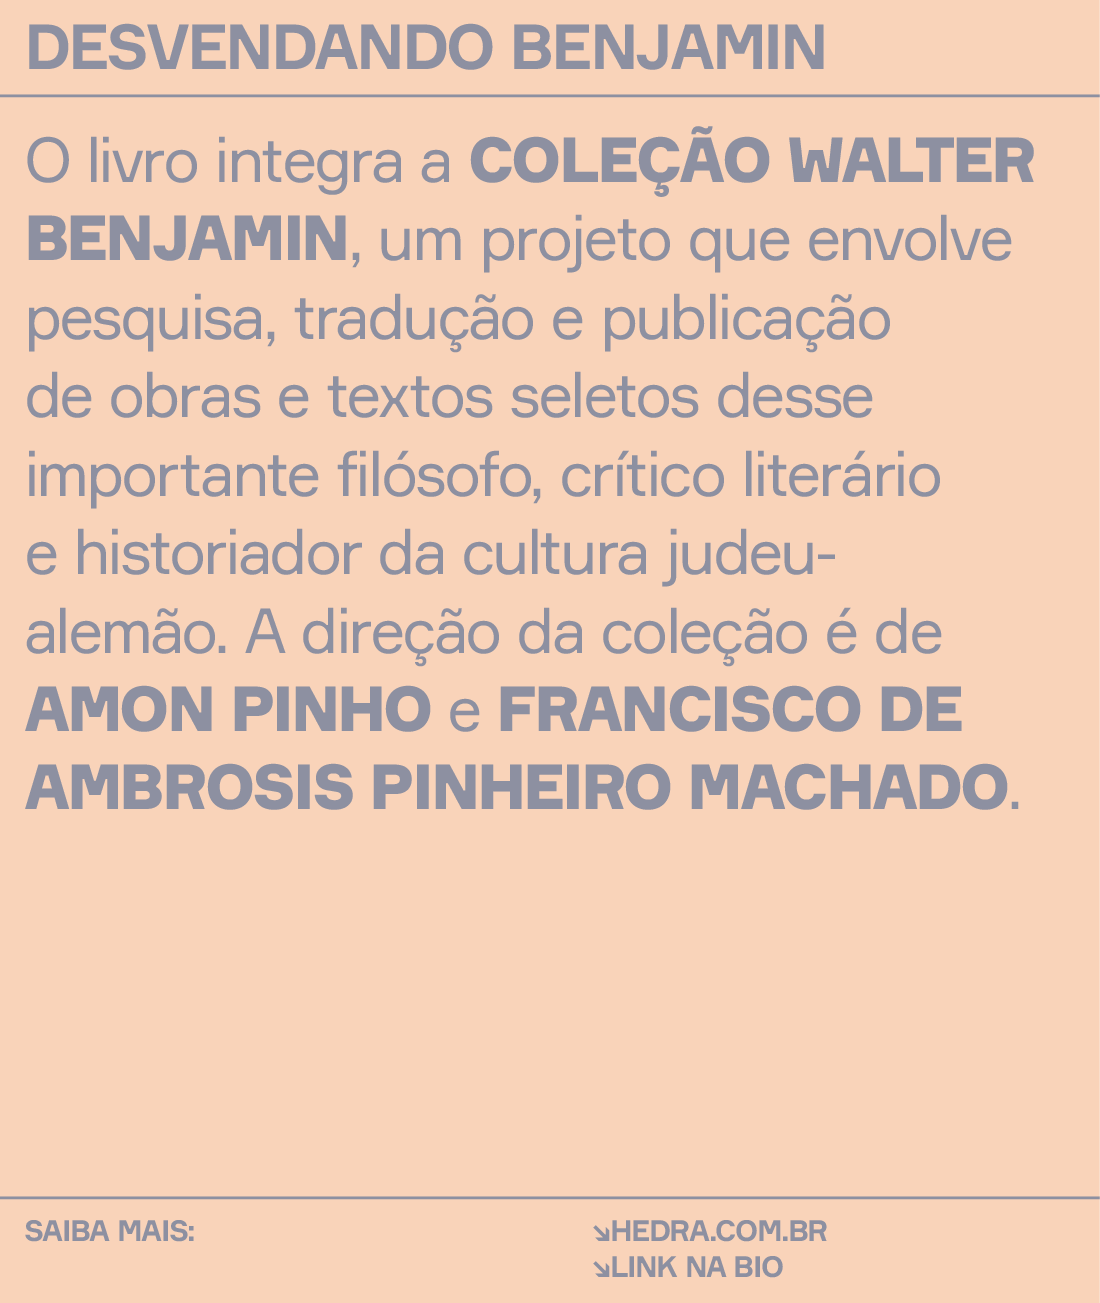 DESVENDANDO BENJAMIN
O livro integra a COLEÇÃO WALTER
BENJAMIN, um projeto que envolve
pesquisa, tradução e publicação
de obras e textos seletos desse
importante filósofo, crítico literário
e historiador da cultura judeu-
alemão. A direção da coleção é de
AMON PINHO e FRANCISCO DE
AMBROSIS PINHEIRO MACHADO.
SAIBA MAIS:
↘HEDRA.COM.BR
↘LINK NA BIO